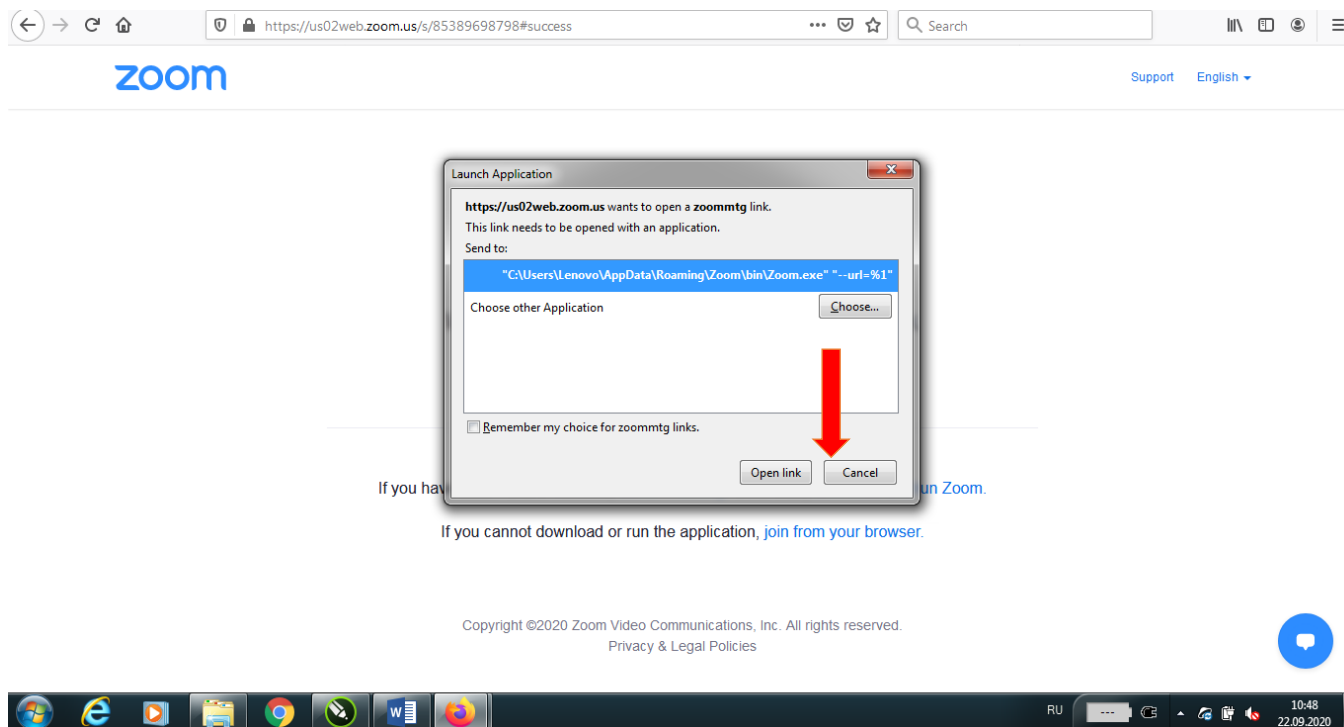 https://us02web.zoom.us/s/85389698798#success
Search
zoom
Support English
Launch Application
https://us02web.zoom.us wants to open a zoommtg link.
This link needs to be opened with an application.
Send to:
"C:\Users\Lenovo\AppData\Roaming\Zoom\bin\Zoom.exe" "--url=%1"
Choose other Application Choose...
Remember my choice for zoommtg links.
Open link Cancel
If you hav un Zoom.
If you cannot download or run the application, join from your browser.
Copyright ©2020 Zoom Video Communications, Inc. All rights reserved.
Privacy & Legal Policies
RU --- 10:48
22.09.2020